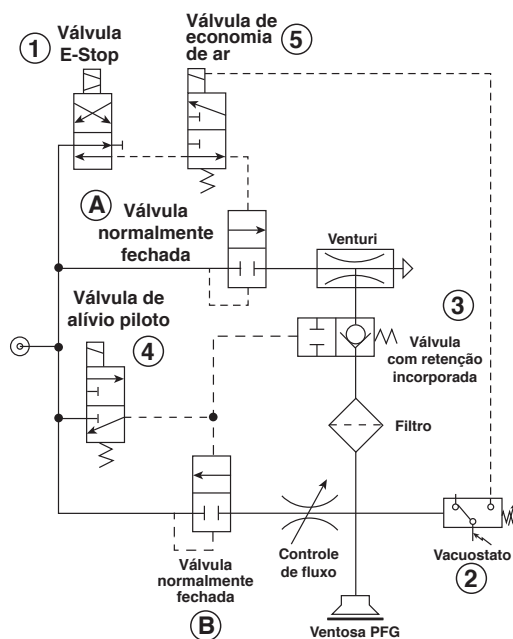 1
Válvula
E-Stop
Válvula de
economia
de ar
5
A
Válvula
normalmente
fechada
Venturi
Válvula de
alívio piloto
4
3
Válvula
com retenção
incorporada
Filtro
Controle
de fluxo
Vacuostato
2
Válvula
normalmente
fechada
B
Ventosa PFG